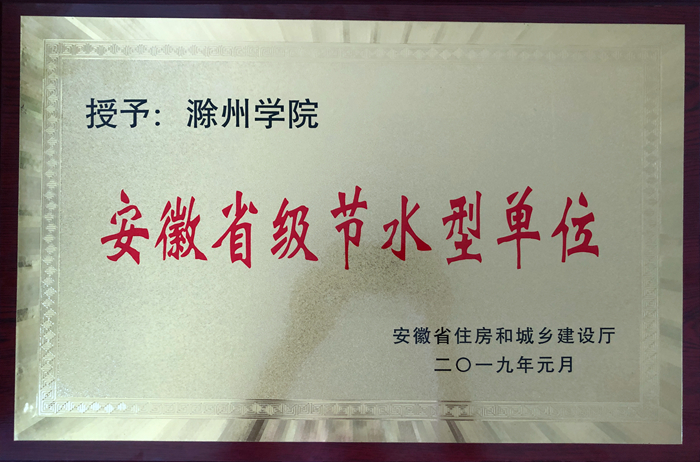 授予：滁州学院
安徽省级节水型单位
安徽省住房和城乡建设厅
二〇一九年元月